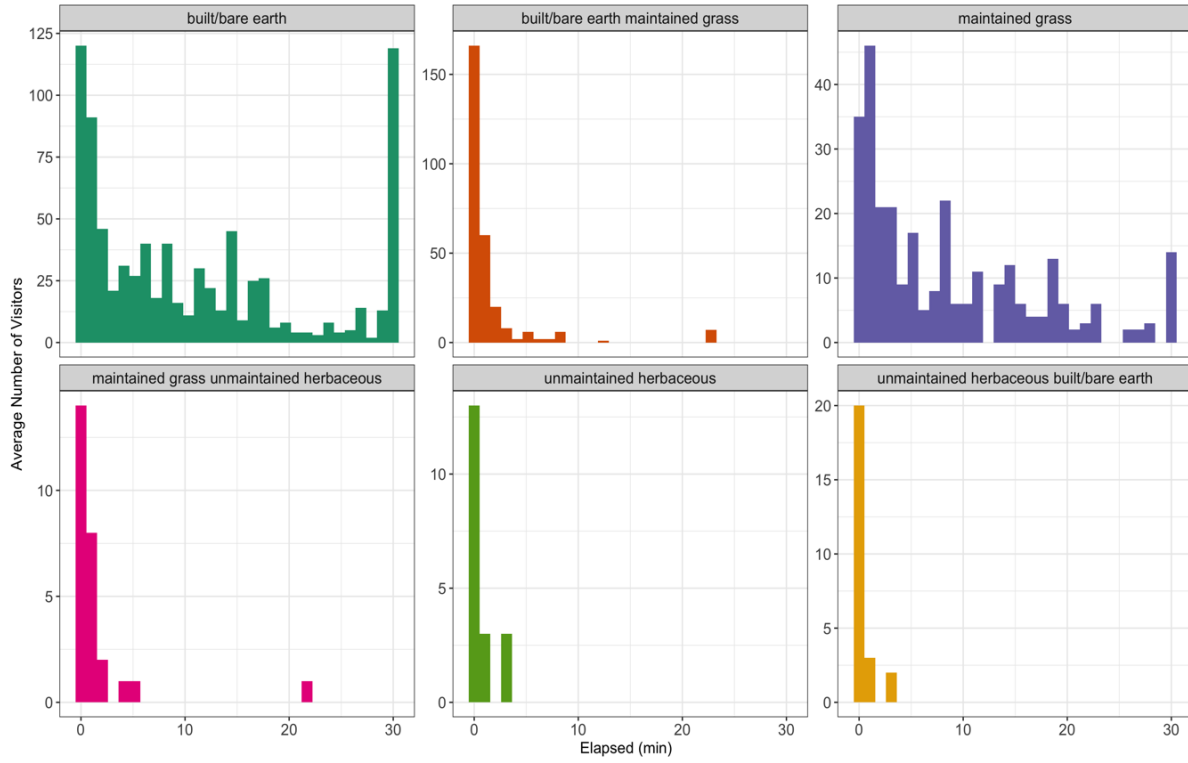 built/bare earth
built/bare earth maintained grass
maintained grass
125
100
75
50
25
0
150
100
50
0
40
30
20
10
0
Average Number of Visitors
maintained grass unmaintained herbaceous
unmaintained herbaceous
unmaintained herbaceous built/bare earth
10
5
0
10
5
0
20
15
10
5
0
0 10 20 30
0 10 20 30
0 10 20 30
Elapsed (min)